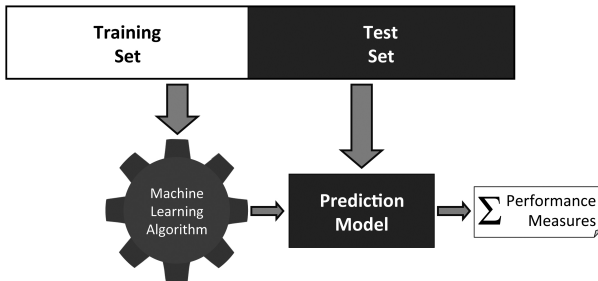 Training
Set
Test
Set
Machine
Learning
Algorithm
Prediction
Model
∑ Performance
Measures